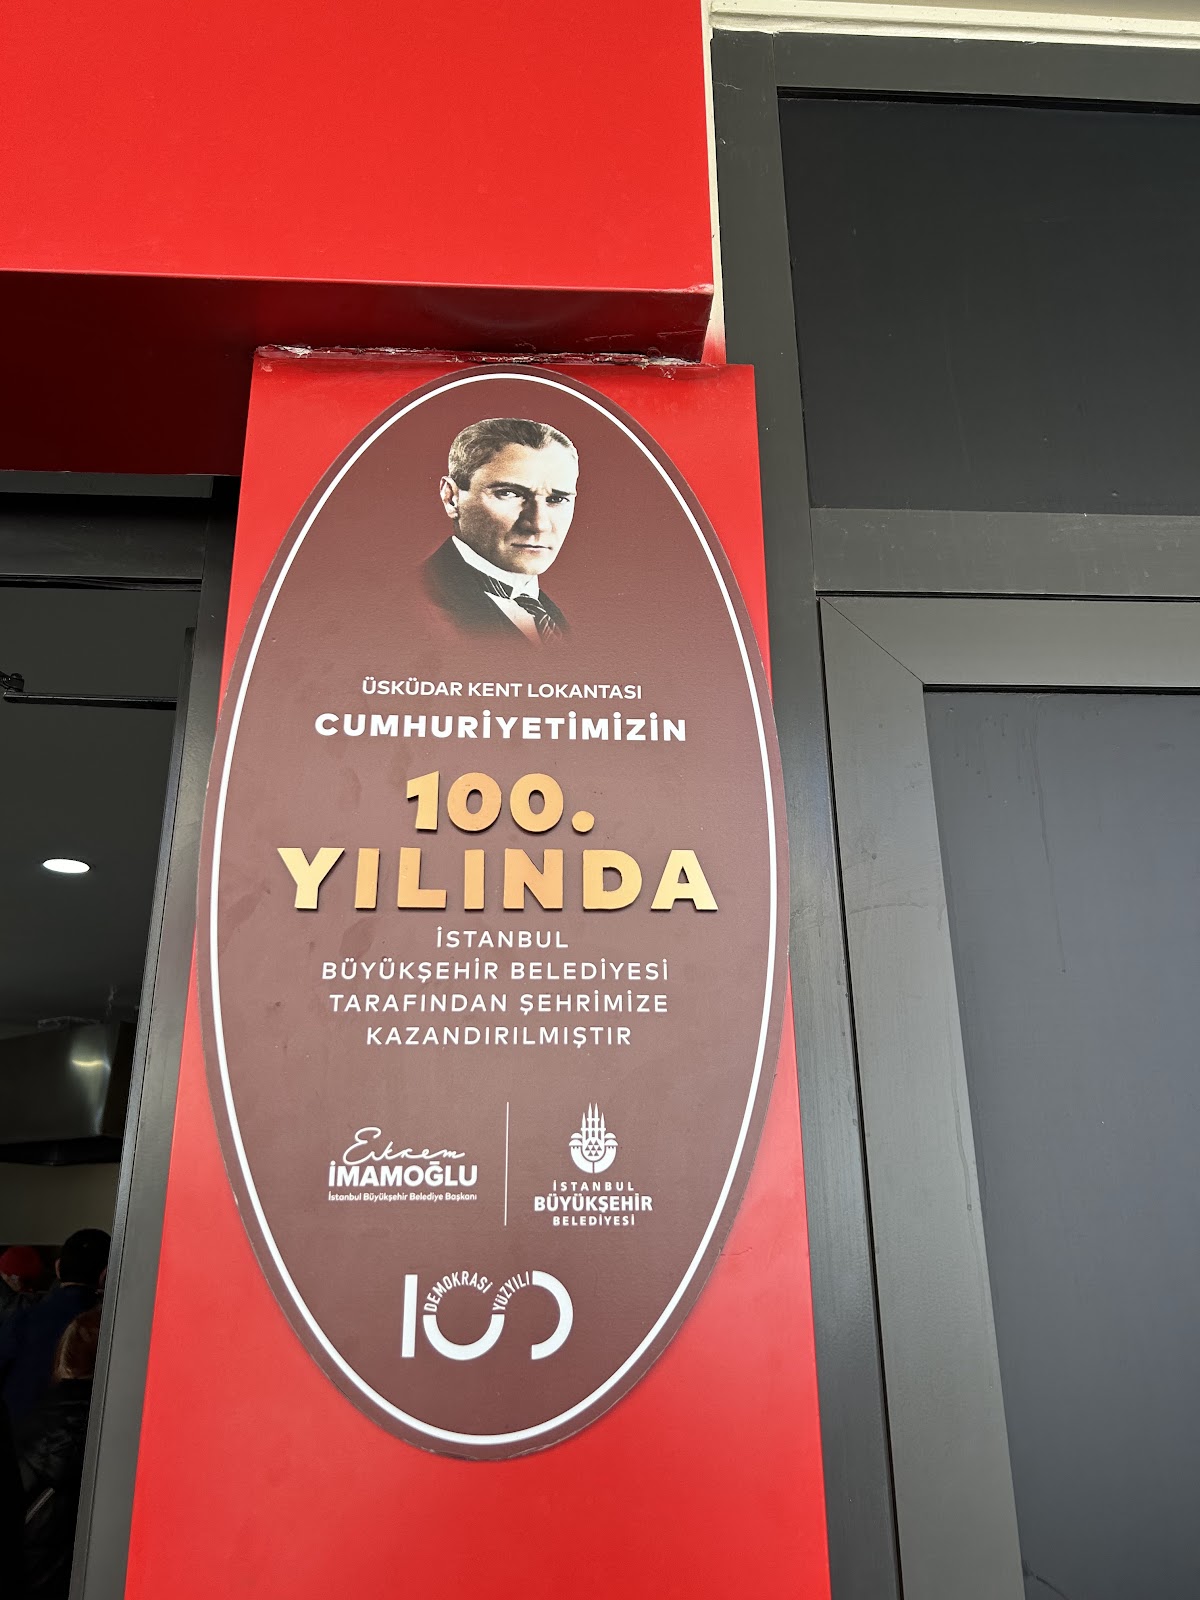 ÜSKÜDAR KENT LOKANTASI
CUMHURİYETİMİZİN
100.
YILINDA
İSTANBUL
BÜYÜKŞEHİR BELEDİYESİ
TARAFINDAN ŞEHRİMİZE
KAZANDIRILMIŞTIR
Ekrem
İMAMOĞLU
İstanbul Büyükşehir Belediye Başkanı
İSTANBUL
BÜYÜKŞEHİR
BELEDİYESİ
100
DEMOKRASİ YÜZYILI